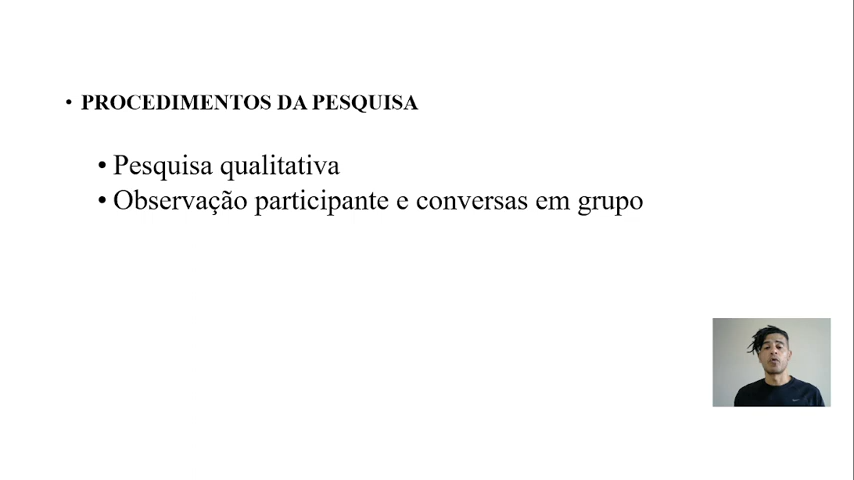 • PROCEDIMENTOS DA PESQUISA
• Pesquisa qualitativa
• Observação participante e conversas em grupo